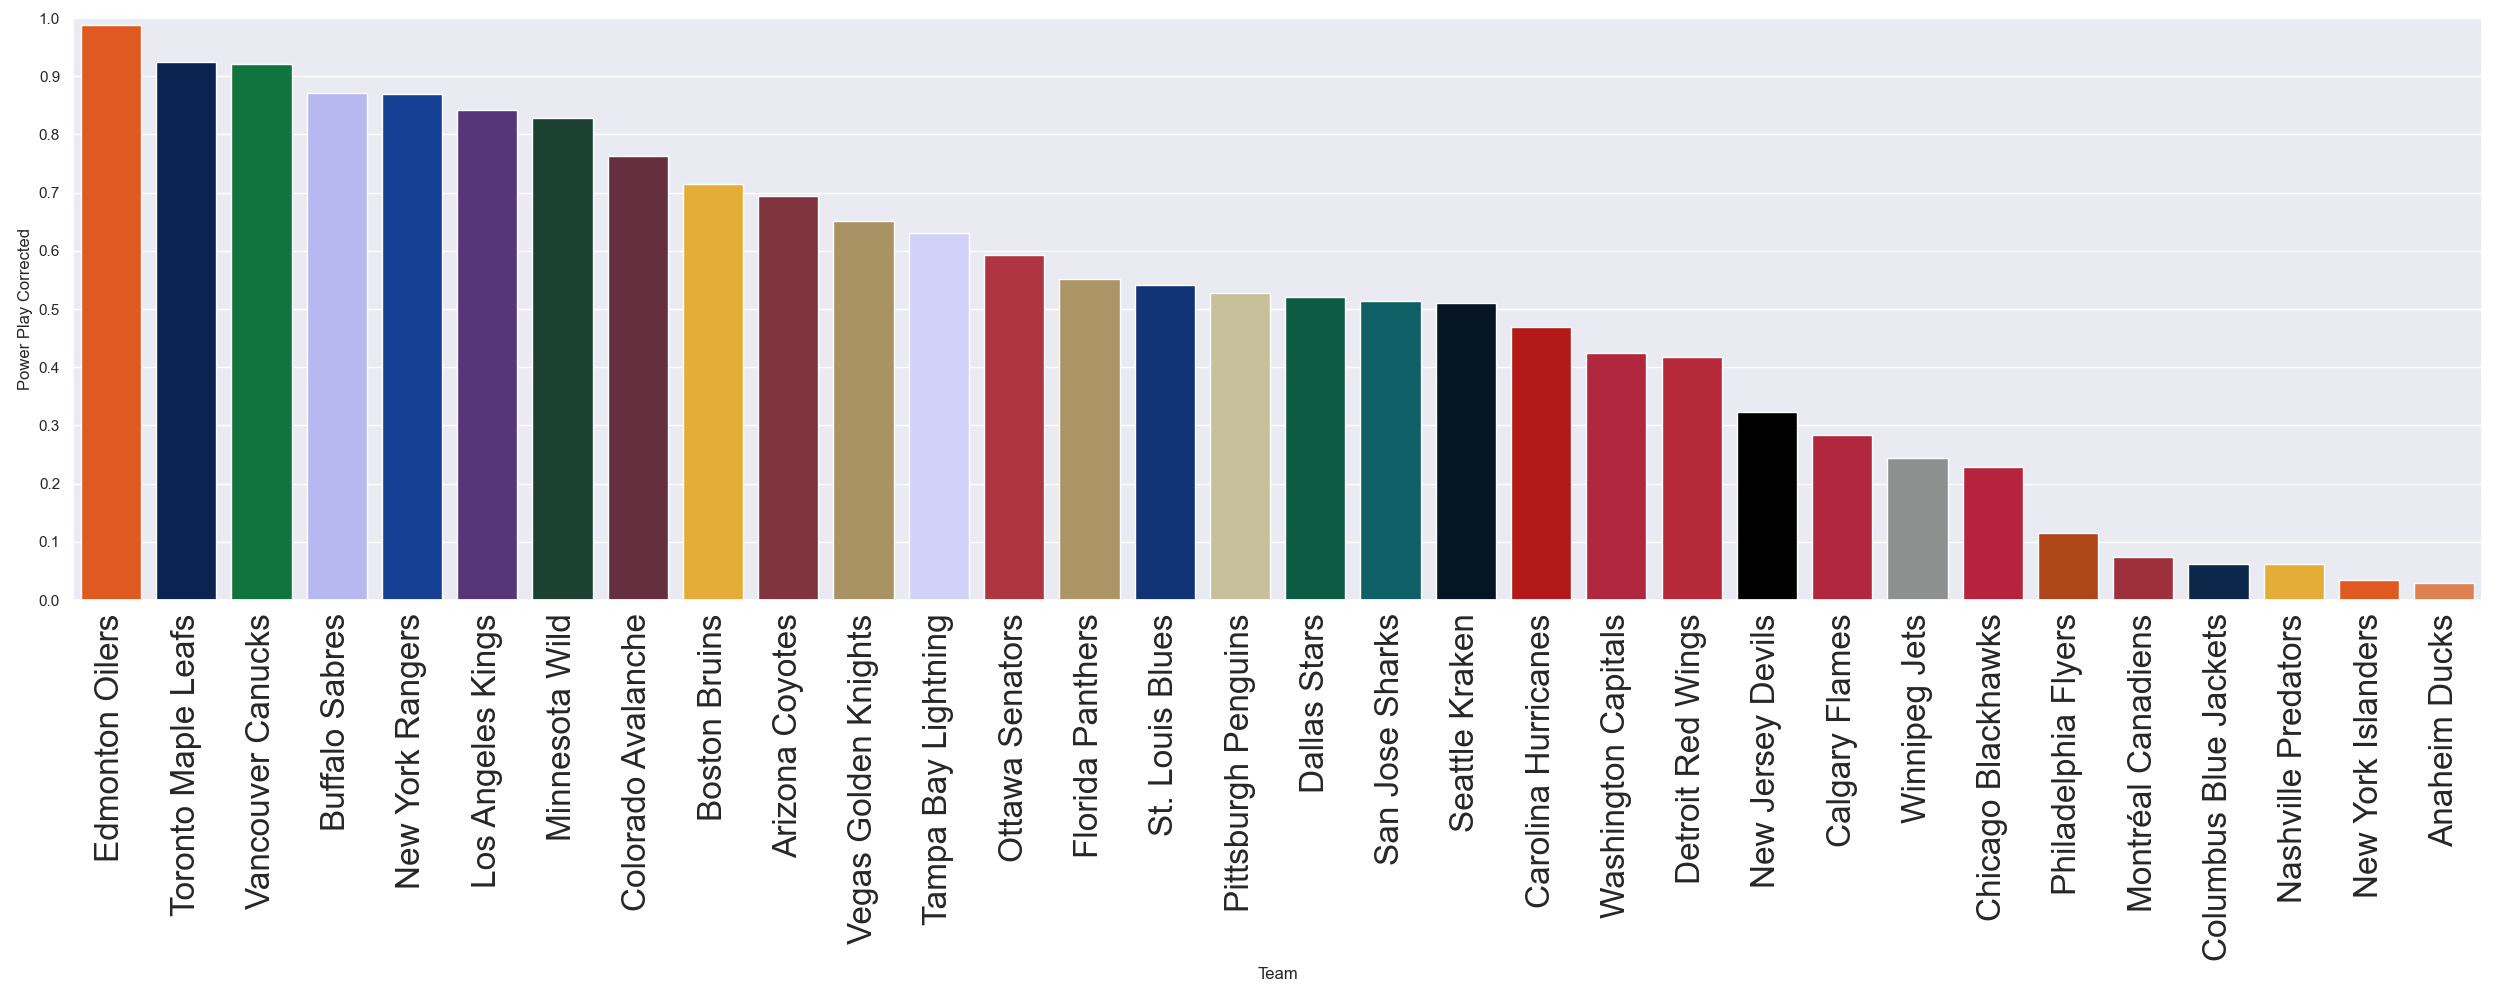 1.0
0.9
0.8
0.7
0.6
0.5
0.4
0.3
0.2
0.1
0.0
Power Play Corrected
Edmonton Oilers
Toronto Maple Leafs
Vancouver Canucks
Buffalo Sabres
New York Rangers
Los Angeles Kings
Minnesota Wild
Colorado Avalanche
Boston Bruins
Arizona Coyotes
Vegas Golden Knights
Tampa Bay Lightning
Ottawa Senators
Florida Panthers
St. Louis Blues
Pittsburgh Penguins
Dallas Stars
San Jose Sharks
Seattle Kraken
Carolina Hurricanes
Washington Capitals
Detroit Red Wings
New Jersey Devils
Calgary Flames
Winnipeg Jets
Chicago Blackhawks
Philadelphia Flyers
Montréal Canadiens
Columbus Blue Jackets
Nashville Predators
New York Islanders
Anaheim Ducks
Team